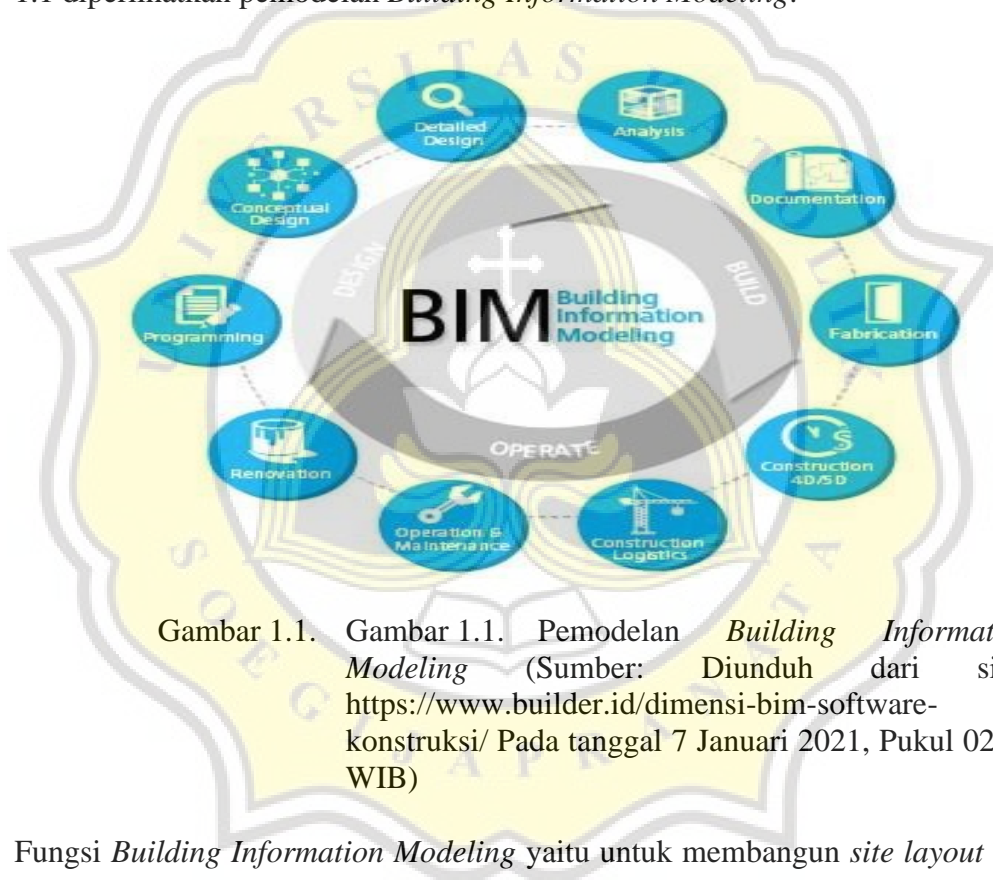 1.1 diperlihatkan pemodelan Building Information Modeling.
UNIVERSITAS KATOLIK
Detailed
Design
Analysis
Conceptual
Design
Documentation
DESIGN
BUILD
BIM Building
Information
Modeling
Programming
Fabrication
OPERATE
Renovation
Construction
4D/5D
Operation &
Maintenance
Construction
Logistics
SOEGIJAPRANATA
Gambar 1.1. Gambar 1.1. Pemodelan Building
Modeling (Sumber: Diunduh dari
https://www.builder.id/dimensi-bim-software-
konstruksi/ Pada tanggal 7 Januari 2021, Pukul 02
WIB)
Fungsi Building Information Modeling yaitu untuk membangun site layout